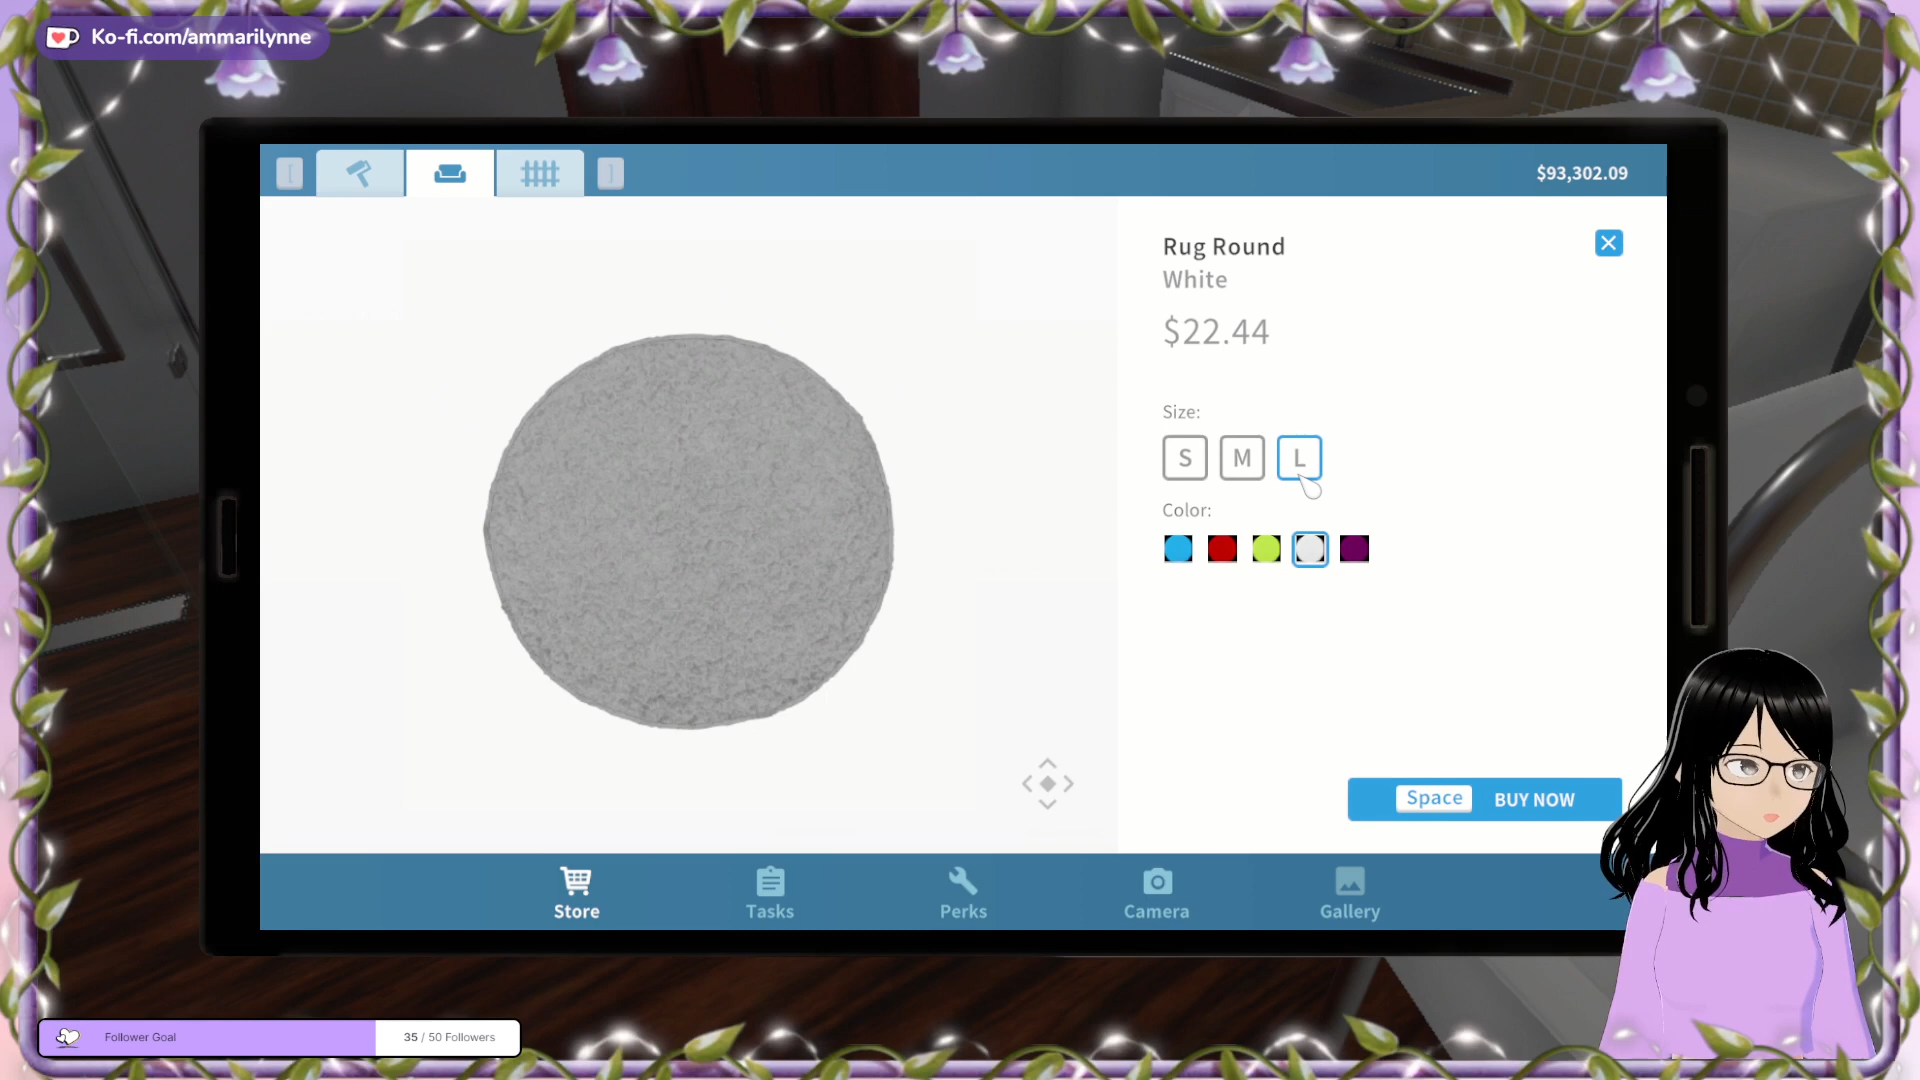 Ko-fi.com/ammarilynne
[
]
$93,302.09
Rug Round
White
$22.44
Size:
S M L
Color:
Space BUY NOW
Store Tasks Perks Camera Gallery
Follower Goal 35 / 50 Followers